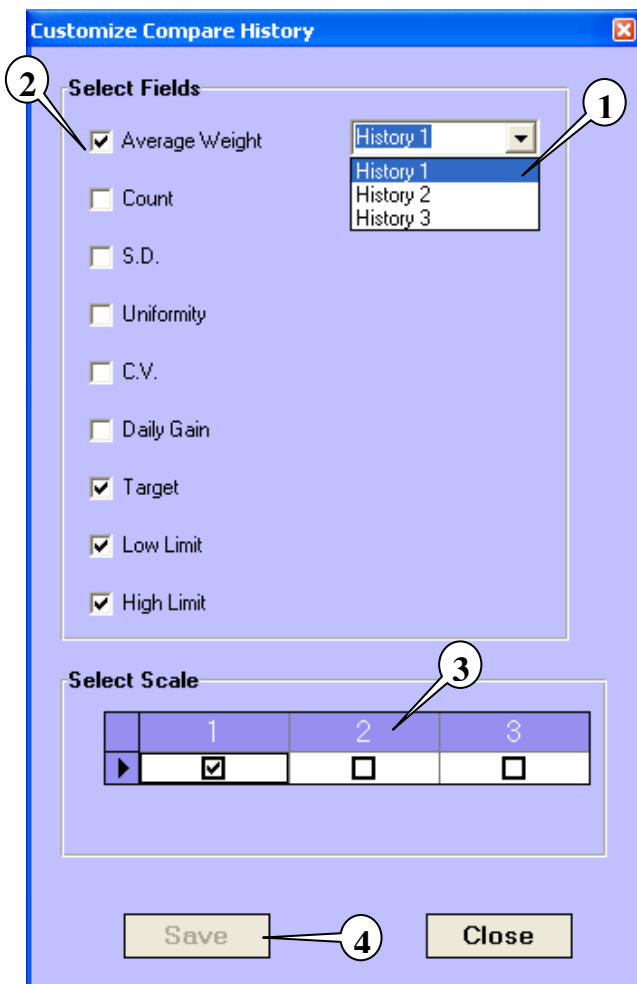 Customize Compare History
Select Fields
2
1
Average Weight
History 1
History 1
History 2
History 3
Count
S.D.
Uniformity
C.V.
Daily Gain
Target
Low Limit
High Limit
Select Scale
3
1 2 3
Save
4
Close